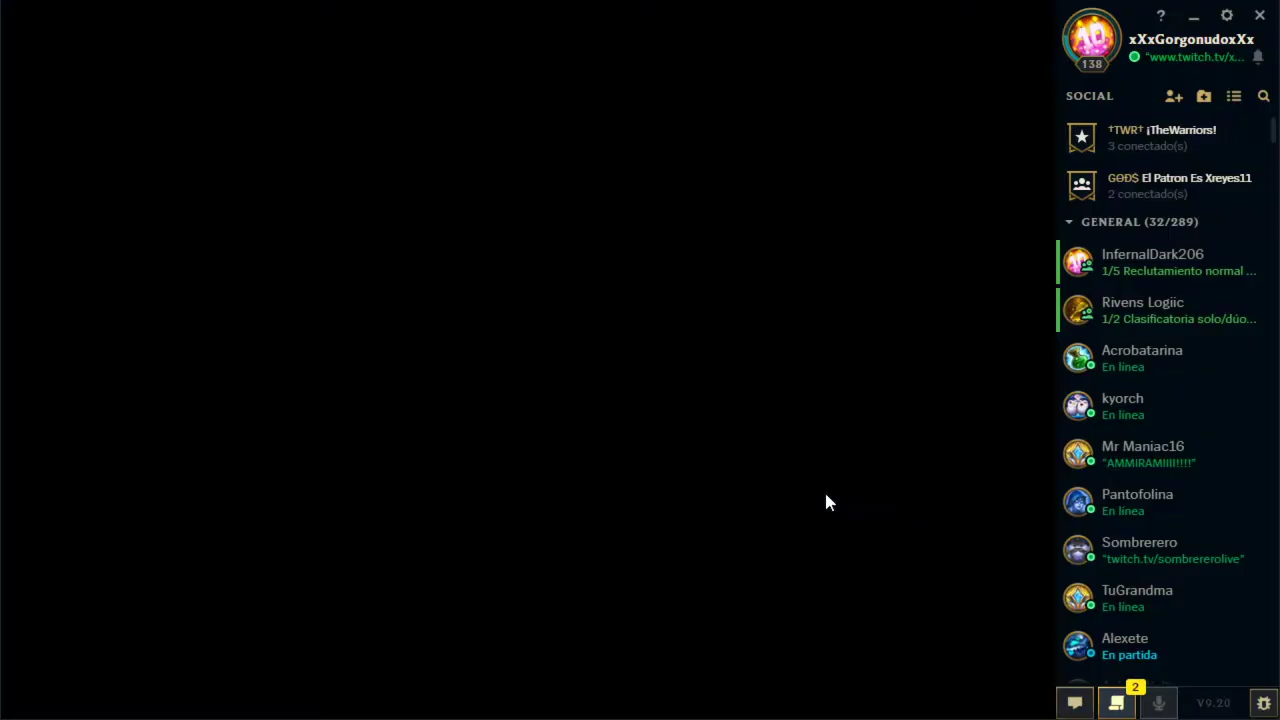 xXxGorgonudoxXx
138
"www.twitch.tv/x...
SOCIAL
†TWR† ¡TheWarriors!
3 conectado(s)
GØĐ$ El Patron Es Xreyes11
2 conectado(s)
GENERAL (32/289)
InfernalDark206
1/5 Reclutamiento normal ...
Rivens Logiic
1/2 Clasificatoria solo/dúo...
Acrobatarina
En línea
kyorch
En línea
Mr Maniac16
"AMMIRAMIIII!!!!"
Pantofolina
En línea
Sombrerero
"twitch.tv/sombrererolive"
TuGrandma
En línea
Alexete
En partida
2
V9.20